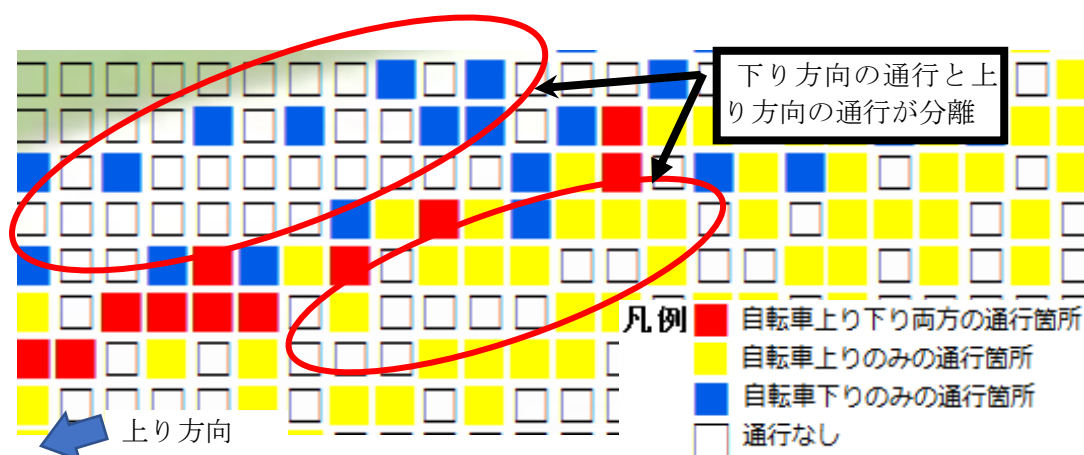 下り方向の通行と上
り方向の通行が分離
凡例
自転車上り下り両方の通行箇所
自転車上りのみの通行箇所
自転車下りのみの通行箇所
通行なし
上り方向